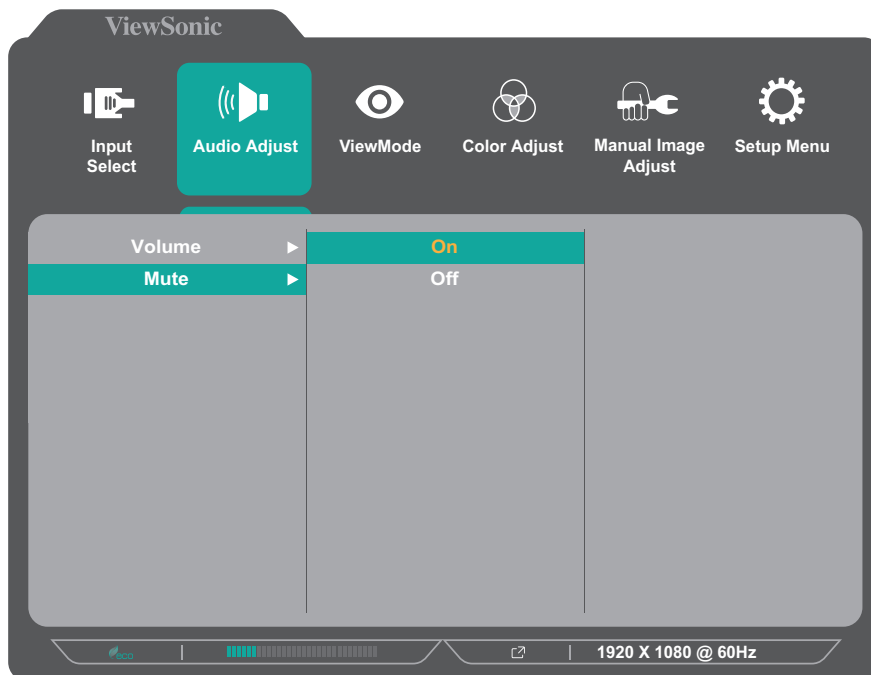 ViewSonic
Input
Select
Audio Adjust
ViewMode
Color Adjust
Manual Image
Adjust
Setup Menu
Volume
On
Mute
Off
eco
1920 X 1080 @ 60Hz